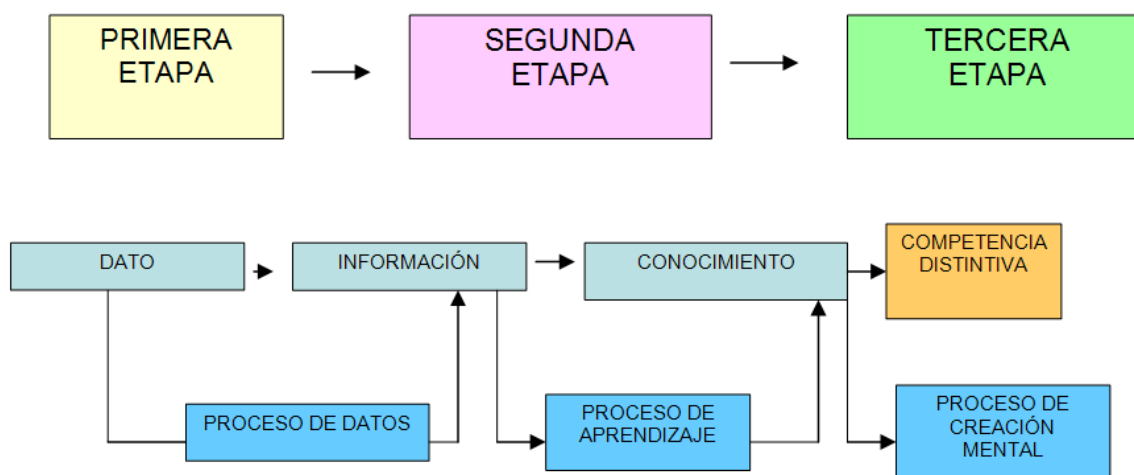 PRIMERA
ETAPA
SEGUNDA
ETAPA
TERCERA
ETAPA
DATO
INFORMACIÓN
CONOCIMIENTO
COMPETENCIA
DISTINTIVA
PROCESO DE DATOS
PROCESO DE
APRENDIZAJE
PROCESO DE
CREACIÓN
MENTAL